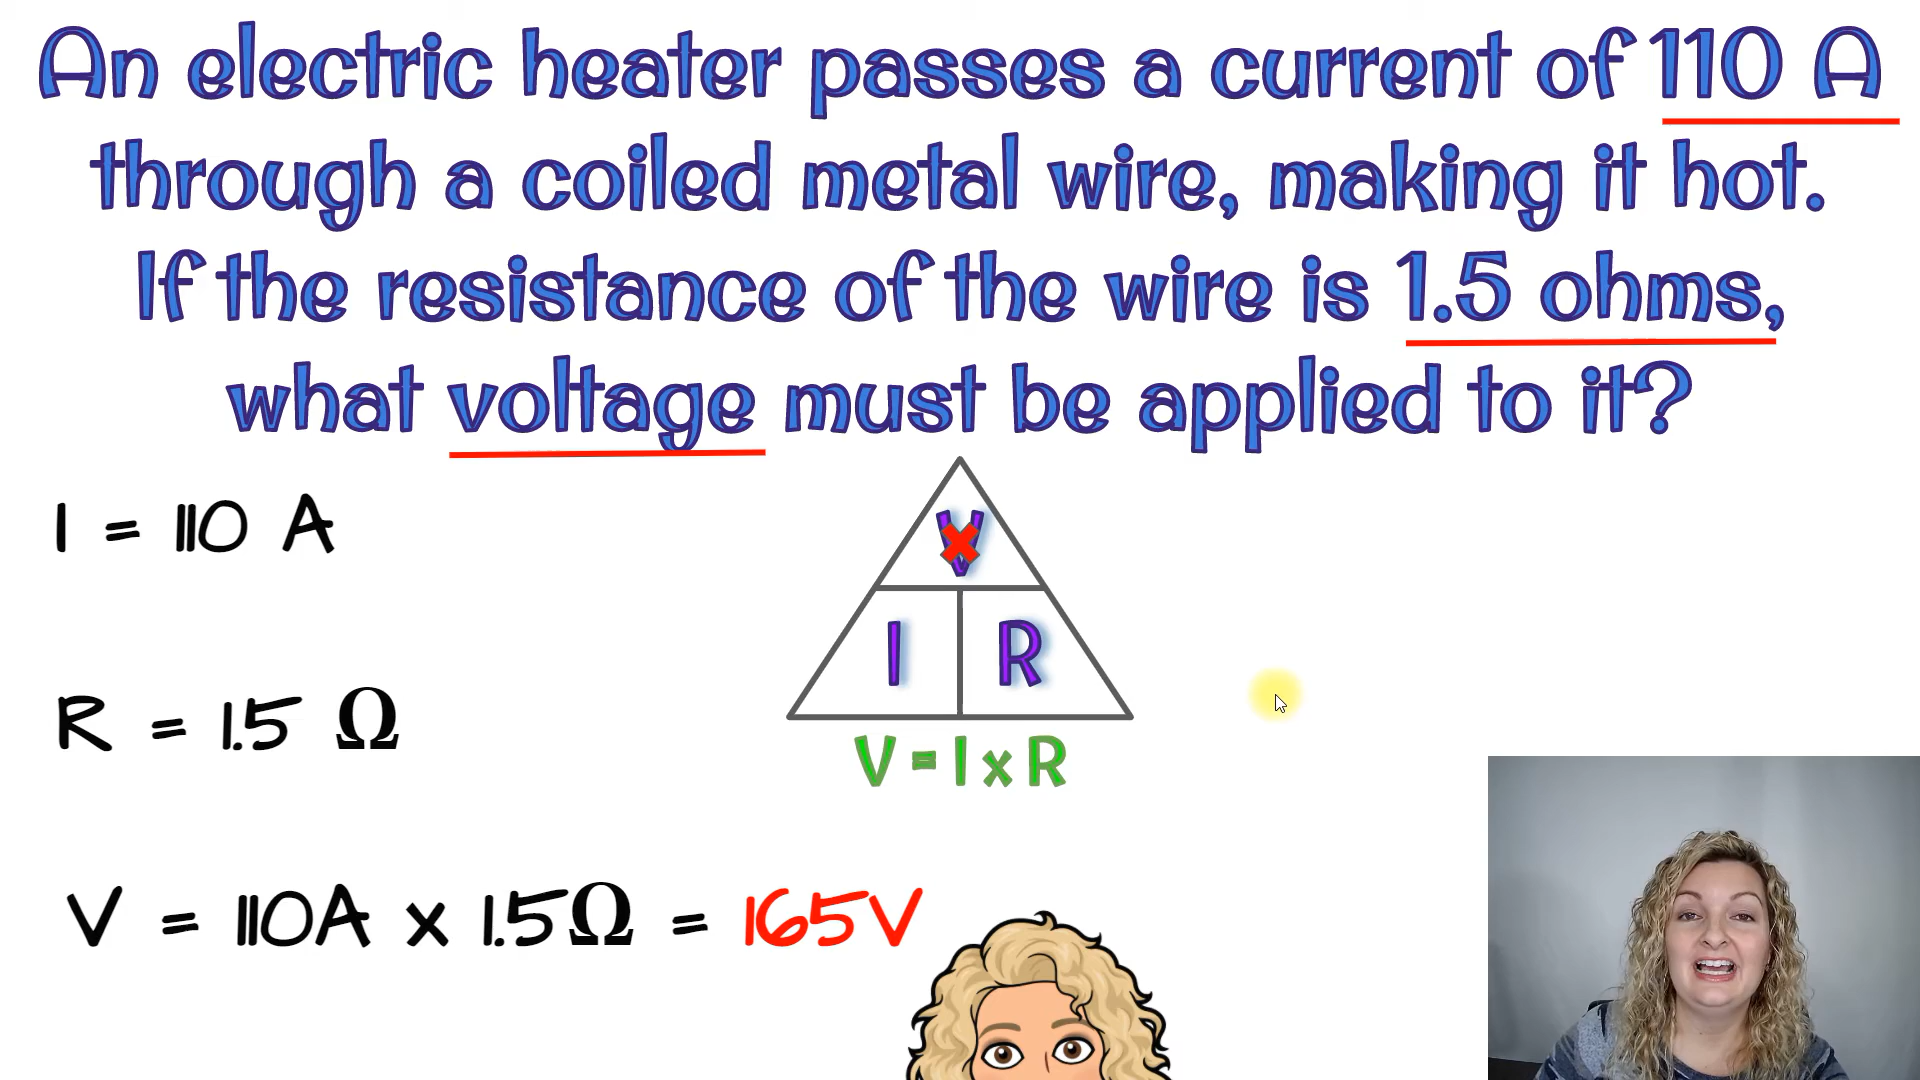 An electric heater passes a current of 110 A
through a coiled metal wire, making it hot.
If the resistance of the wire is 1.5 ohms,
what voltage must be applied to it?
I = 110 A
V
I R
R = 1.5 Ω
V = I x R
V = 110A x 1.5Ω = 165V